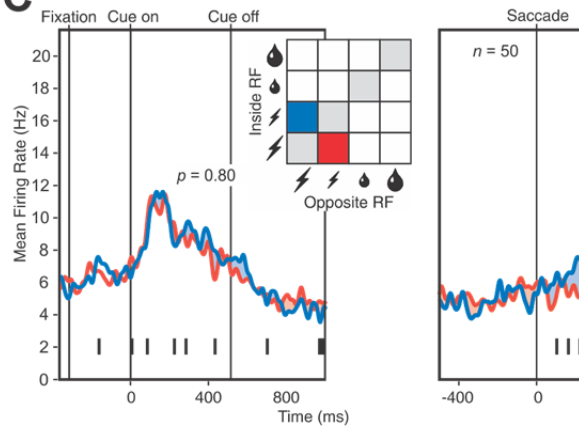 C
Fixation Cue on Cue off Saccade
Mean Firing Rate (Hz)
20
18
16
14
12
10
8
6
4
2
0
p = 0.80
Inside RF
Opposite RF
n = 50
0 400 800
Time (ms)
-400 0